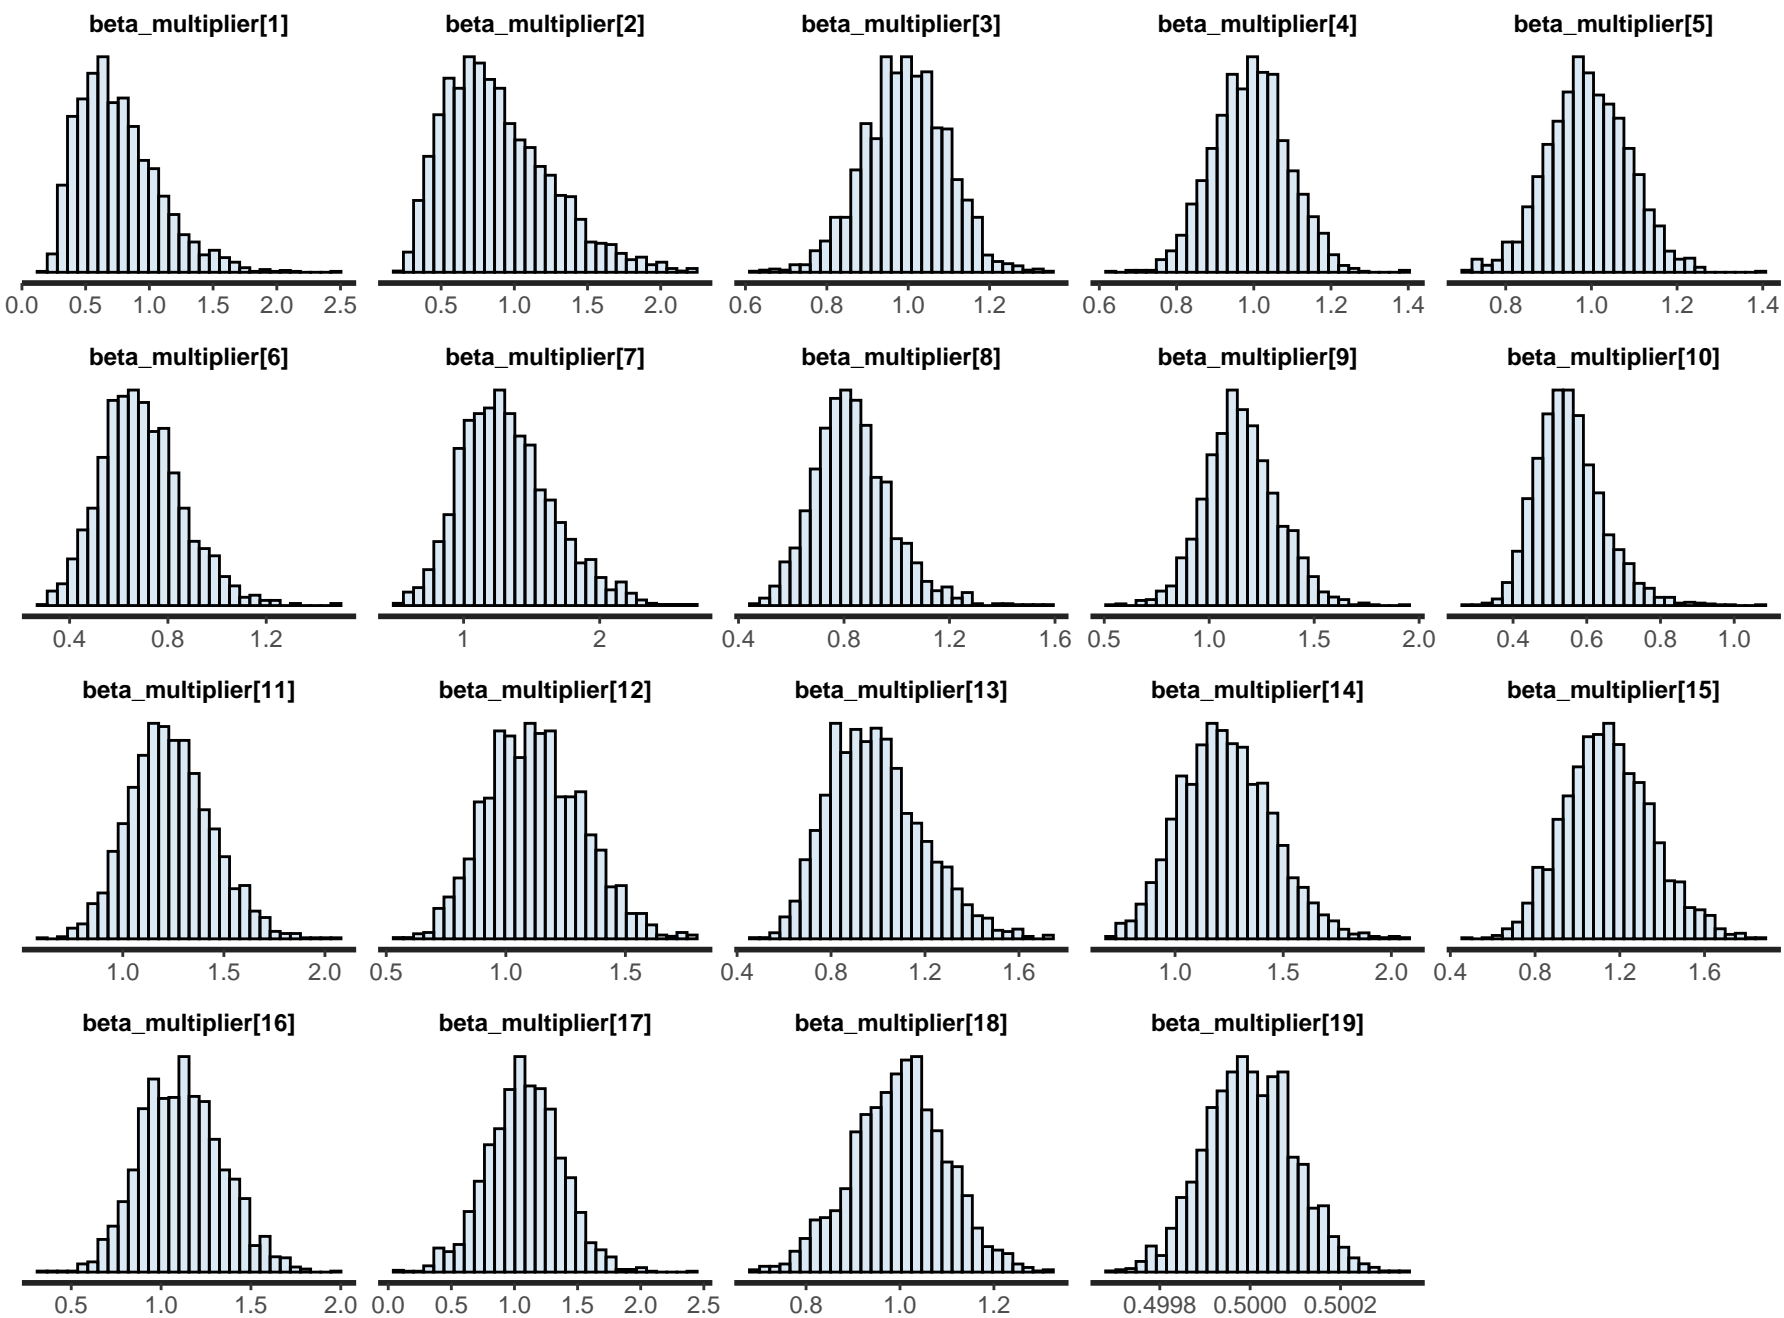 beta_multiplier[1] beta_multiplier[2] beta_multiplier[3] beta_multiplier[4] beta_multiplier[5]
0.0 0.5 1.0 1.5 2.0 2.5 0.5 1.0 1.5 2.0 0.6 0.8 1.0 1.2 0.6 0.8 1.0 1.2 1.4 0.8 1.0 1.2 1.4
beta_multiplier[6] beta_multiplier[7] beta_multiplier[8] beta_multiplier[9] beta_multiplier[10]
0.4 0.8 1.2 1 2 0.4 0.8 1.2 1.6 0.5 1.0 1.5 2.0 0.4 0.6 0.8 1.0
beta_multiplier[11] beta_multiplier[12] beta_multiplier[13] beta_multiplier[14] beta_multiplier[15]
1.0 1.5 2.0 0.5 1.0 1.5 0.4 0.8 1.2 1.6 1.0 1.5 2.0 0.4 0.8 1.2 1.6
beta_multiplier[16] beta_multiplier[17] beta_multiplier[18] beta_multiplier[19]
0.5 1.0 1.5 2.0 0.0 0.5 1.0 1.5 2.0 2.5 0.8 1.0 1.2 0.4998 0.5000 0.5002